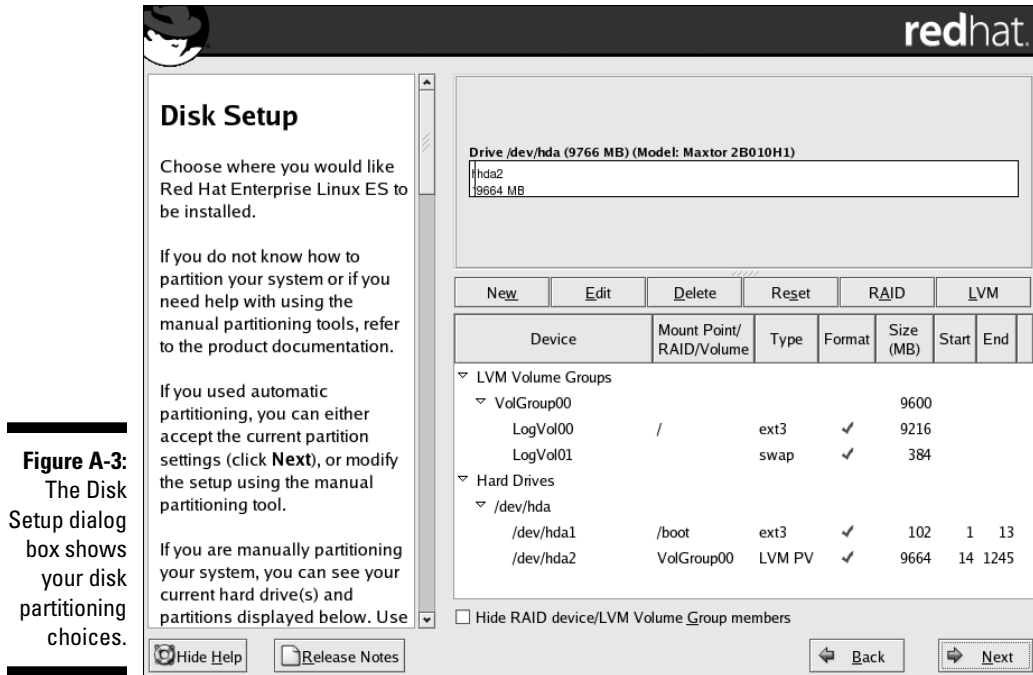 redhat.
Disk Setup
Choose where you would like
Red Hat Enterprise Linux ES to
be installed.
If you do not know how to
partition your system or if you
need help with using the
manual partitioning tools, refer
to the product documentation.
If you used automatic
partitioning, you can either
accept the current partition
settings (click Next), or modify
the setup using the manual
partitioning tool.
If you are manually partitioning
your system, you can see your
current hard drive(s) and
partitions displayed below. Use
Drive /dev/hda (9766 MB) (Model: Maxtor 2B010H1)
hda2
9664 MB
New Edit Delete Reset RAID LVM
Device Mount Point/ RAID/Volume Type Format Size (MB) Start End
LVM Volume Groups
VolGroup00 9600
LogVol00 / ext3 ✓ 9216
LogVol01 swap ✓ 384
Hard Drives
/dev/hda
/dev/hda1 /boot ext3 ✓ 102 1 13
/dev/hda2 VolGroup00 LVM PV ✓ 9664 14 1245
Hide RAID device/LVM Volume Group members
Hide Help Release Notes Back Next
Figure A-3:
The Disk
Setup dialog
box shows
your disk
partitioning
choices.